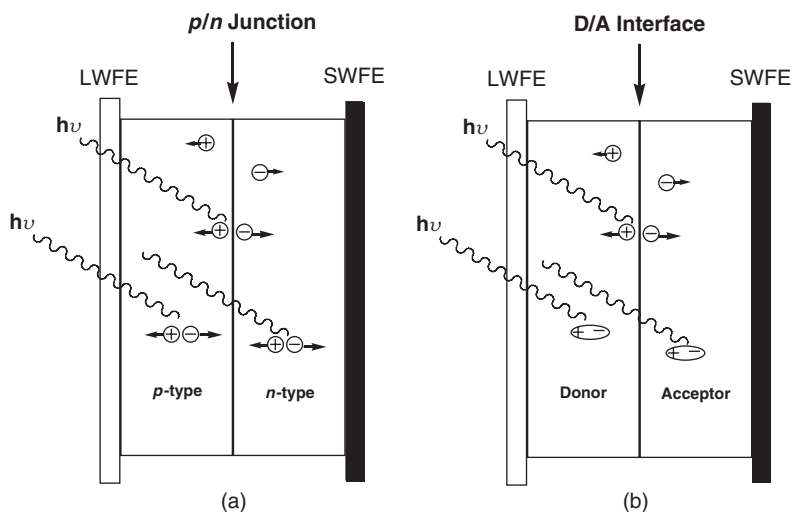 p/n Junction
LWFE
SWFE
hυ
+
−
+ −
hυ
+ −
+ −
p-type
n-type
(a)
D/A Interface
LWFE
SWFE
hυ
+
−
+ −
hυ
+ −
+ −
Donor
Acceptor
(b)